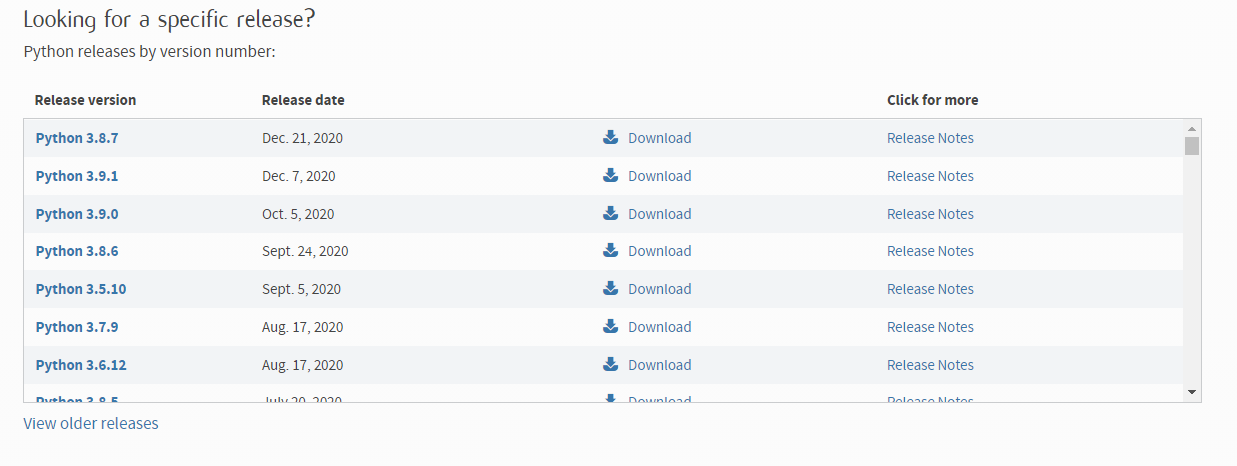 Looking for a specific release?
Python releases by version number:
Release version Release date Click for more
Python 3.8.7 Dec. 21, 2020 Download Release Notes
Python 3.9.1 Dec. 7, 2020 Download Release Notes
Python 3.9.0 Oct. 5, 2020 Download Release Notes
Python 3.8.6 Sept. 24, 2020 Download Release Notes
Python 3.5.10 Sept. 5, 2020 Download Release Notes
Python 3.7.9 Aug. 17, 2020 Download Release Notes
Python 3.6.12 Aug. 17, 2020 Download Release Notes
Python 3.8.5 July 20, 2020 Download Release Notes
View older releases